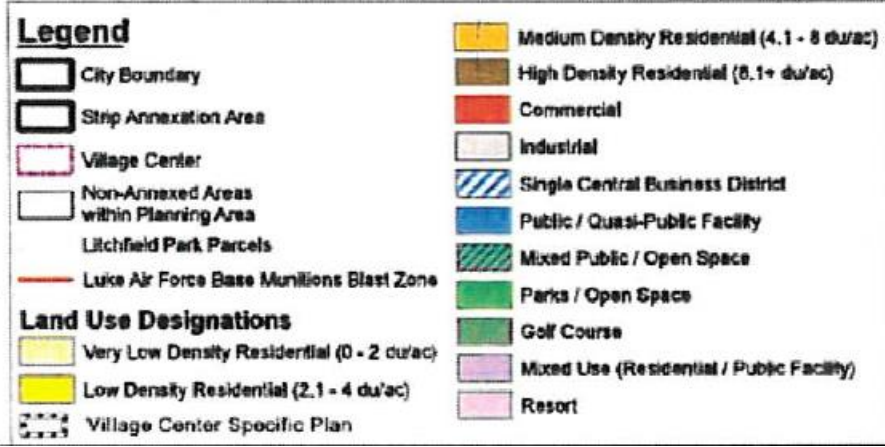 Legend
City Boundary
Strip Annexation Area
Village Center
Non-Annexed Areas
within Planning Area
Litchfield Park Parcels
Luke Air Force Base Munitions Blast Zone
Land Use Designations
Very Low Density Residential (0 - 2 du/ac)
Low Density Residential (2.1 - 4 du/ac)
Village Center Specific Plan
Medium Density Residential (4.1 - 8 du/ac)
High Density Residential (8.1+ du/ac)
Commercial
Industrial
Single Central Business District
Public / Quasi-Public Facility
Mixed Public / Open Space
Parks / Open Space
Golf Course
Mixed Use (Residential / Public Facility)
Resort